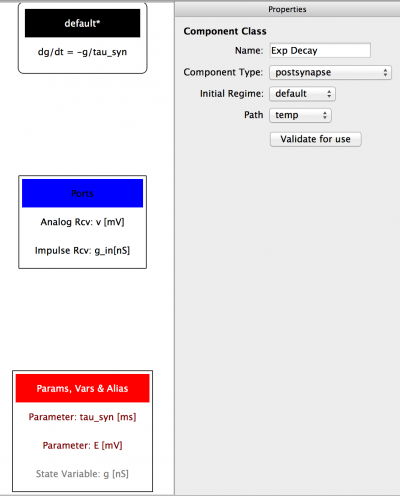 default*
dg/dt = -g/tau_syn
Ports
Analog Rcv: v [mV]
Impulse Rcv: g_in[nS]
Params, Vars & Alias
Parameter: tau_syn [ms]
Parameter: E [mV]
State Variable: g [nS]
Properties
Component Class
Name: Exp Decay
Component Type: postsynapse
Initial Regime: default
Path temp
Validate for use